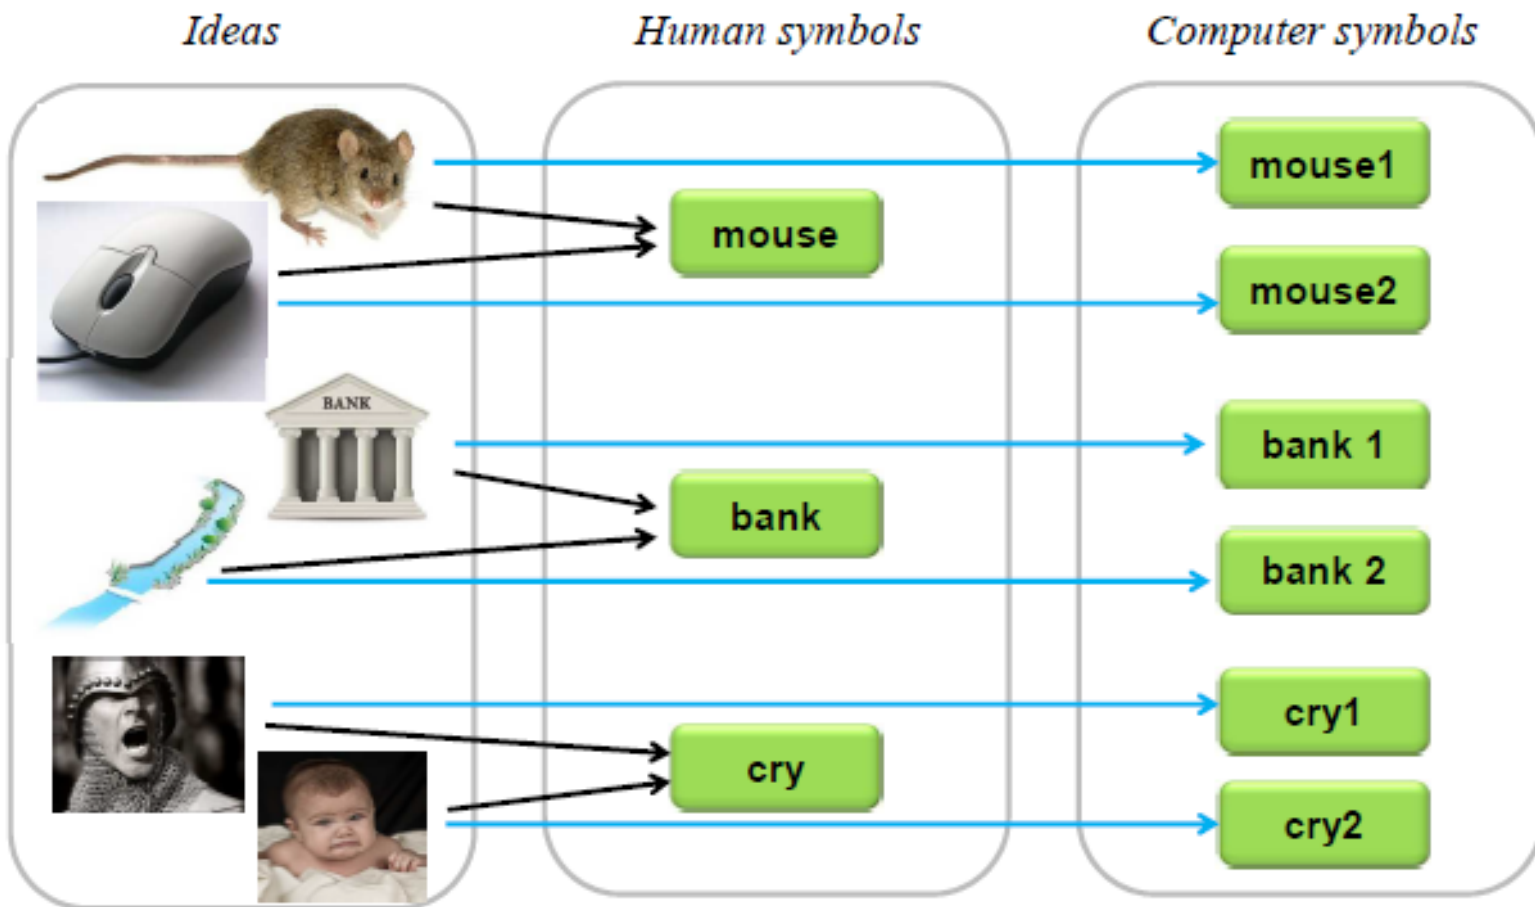 Ideas
Human symbols
Computer symbols
mouse1
mouse
mouse2
BANK
bank 1
bank
bank 2
cry1
cry
cry2